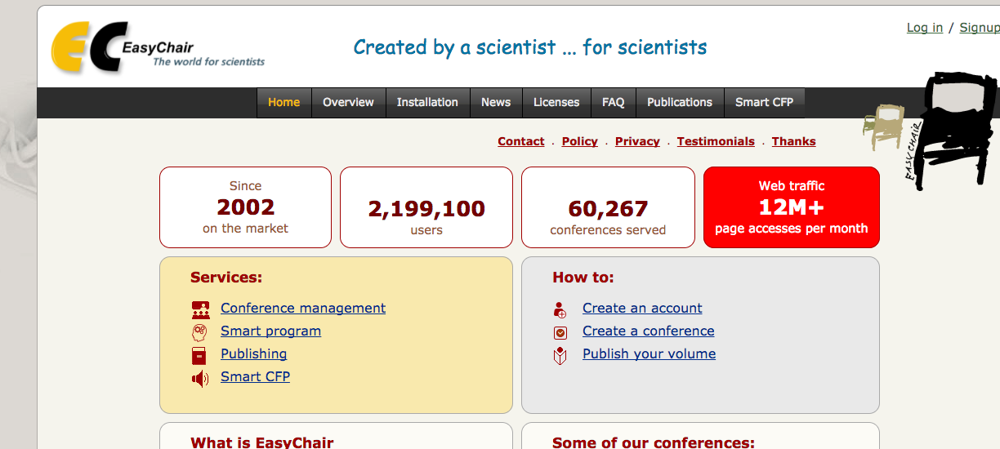 EasyChair
The world for scientists
Created by a scientist ... for scientists
Log in / Signup
Home Overview Installation News Licenses FAQ Publications Smart CFP
EASY CHAIR
Contact . Policy . Privacy . Testimonials . Thanks
Since
2002
on the market
2,199,100
users
60,267
conferences served
Web traffic
12M+
page accesses per month
Services:
Conference management
Smart program
Publishing
Smart CFP
How to:
Create an account
Create a conference
Publish your volume
What is EasyChair
Some of our conferences: